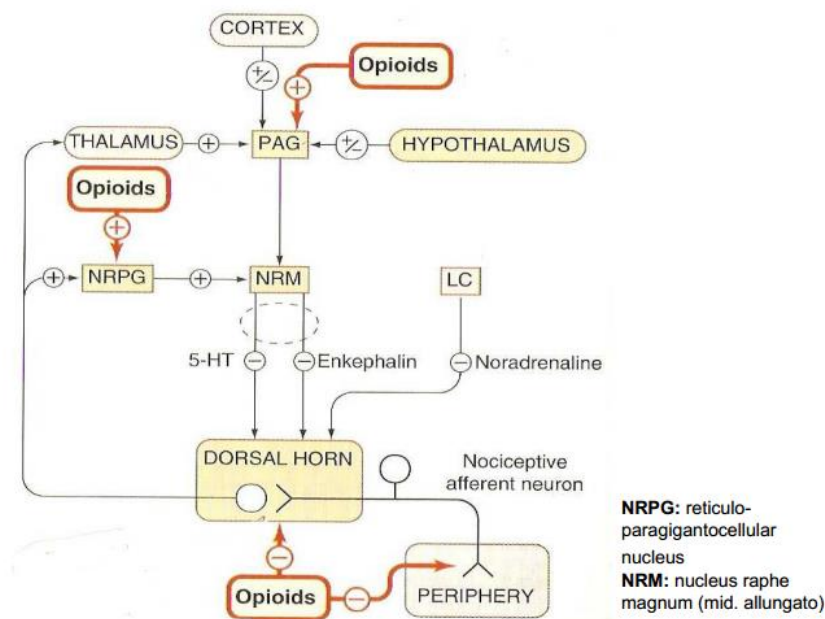 CORTEX
+/-
Opioids
+
THALAMUS
+
PAG
+/-
HYPOTHALAMUS
Opioids
+
+
NRPG
+
NRM
LC
5-HT
−
−
Enkephalin
−
Noradrenaline
DORSAL HORN
Nociceptive
afferent neuron
−
Opioids
−
PERIPHERY
NRPG: reticulo-
paragigantocellular
nucleus
NRM: nucleus raphe
magnum (mid. allungato)